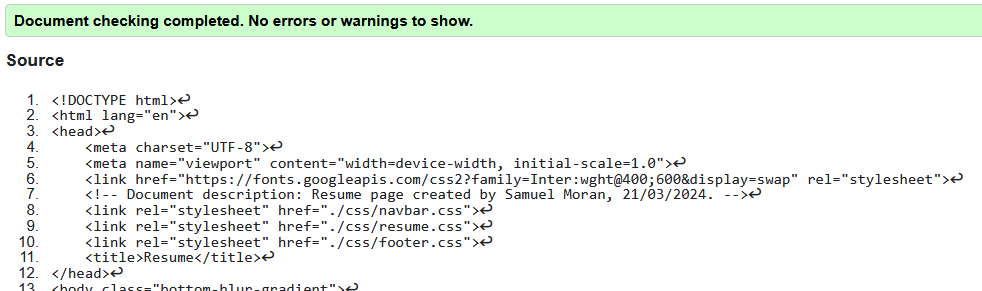 Document checking completed. No errors or warnings to show.
Source
1. <!DOCTYPE html>↩
2. <html lang="en">↩
3. <head>↩
4.     <meta charset="UTF-8">↩
5.     <meta name="viewport" content="width=device-width, initial-scale=1.0">↩
6.     <link href="https://fonts.googleapis.com/css2?family=Inter:wght@400;600&display=swap" rel="stylesheet">↩
7.     <!-- Document description: Resume page created by Samuel Moran, 21/03/2024. -->↩
8.     <link rel="stylesheet" href="./css/navbar.css">↩
9.     <link rel="stylesheet" href="./css/resume.css">↩
10.     <link rel="stylesheet" href="./css/footer.css">↩
11.     <title>Resume</title>↩
12. </head>↩
13. <body class="bottom-blur-gradient">↩